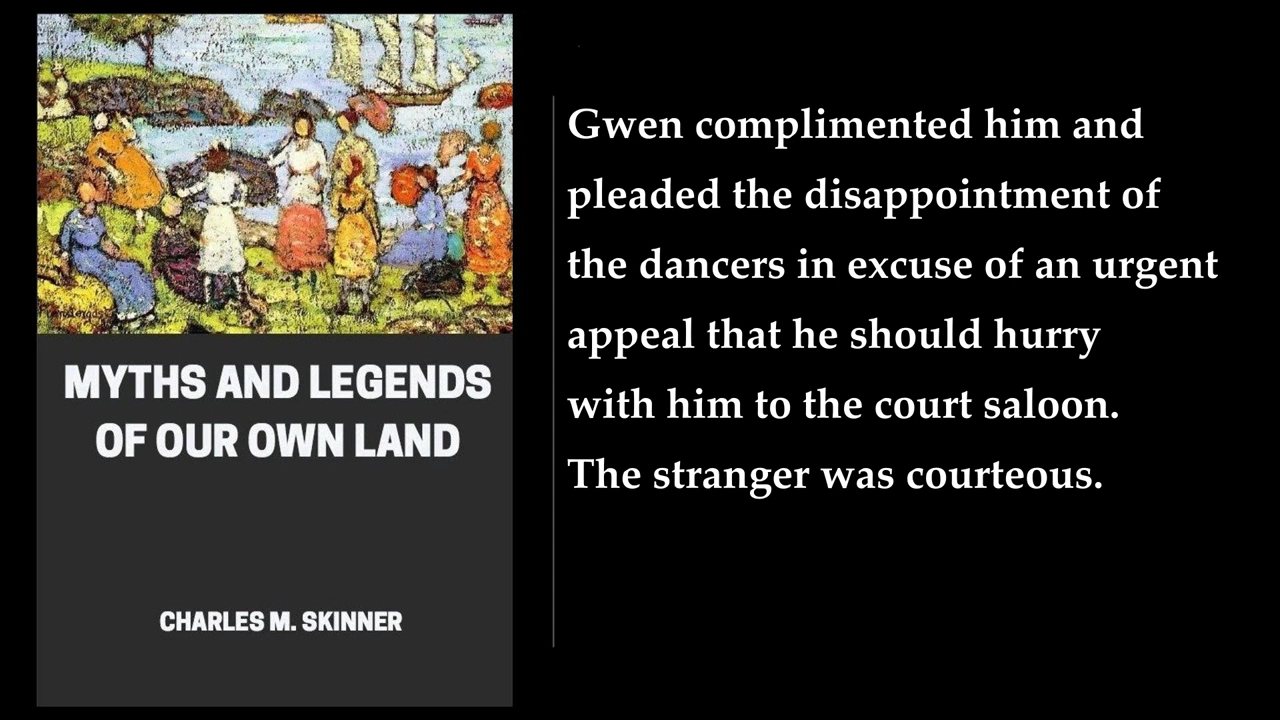 MYTHS AND LEGENDS
OF OUR OWN LAND
CHARLES M. SKINNER
Gwen complimented him and
pleaded the disappointment of
the dancers in excuse of an urgent
appeal that he should hurry
with him to the court saloon.
The stranger was courteous.